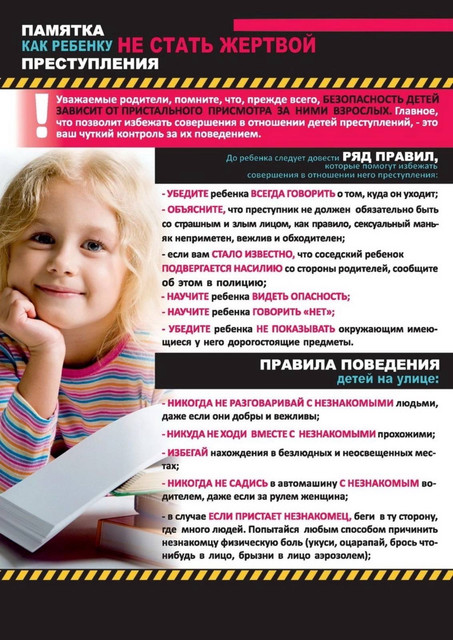 ПАМЯТКА
КАК РЕБЕНКУ НЕ СТАТЬ ЖЕРТВОЙ
ПРЕСТУПЛЕНИЯ
! Уважаемые родители, помните, что, прежде всего, БЕЗОПАСНОСТЬ ДЕТЕЙ
ЗАВИСИТ ОТ ПРИСТАЛЬНОГО ПРИСМОТРА ЗА НИМИ ВЗРОСЛЫХ. Главное,
что позволит избежать совершения в отношении детей преступлений, - это
ваш чуткий контроль за их поведением.
До ребенка следует довести РЯД ПРАВИЛ,
которые помогут избежать
совершения в отношении него преступления:
- УБЕДИТЕ ребенка ВСЕГДА ГОВОРИТЬ о том, куда он уходит;
- ОБЪЯСНИТЕ, что преступник не должен обязательно быть
со страшным и злым лицом, как правило, сексуальный мань-
як неприметен, вежлив и обходителен;
- если вам СТАЛО ИЗВЕСТНО, что соседский ребенок
ПОДВЕРГАЕТСЯ НАСИЛИЮ со стороны родителей, сообщите
об этом в полицию;
- НАУЧИТЕ ребенка ВИДЕТЬ ОПАСНОСТЬ;
- НАУЧИТЕ ребенка ГОВОРИТЬ «НЕТ»;
- УБЕДИТЕ ребенка НЕ ПОКАЗЫВАТЬ окружающим имею-
щиеся у него дорогостоящие предметы.
ПРАВИЛА ПОВЕДЕНИЯ
детей на улице:
- НИКОГДА НЕ РАЗГОВАРИВАЙ С НЕЗНАКОМЫМИ людьми,
даже если они добры и вежливы;
- НИКУДА НЕ ХОДИ ВМЕСТЕ С НЕЗНАКОМЫМИ прохожими;
- ИЗБЕГАЙ нахождения в безлюдных и неосвещенных мес-
тах;
- НИКОГДА НЕ САДИСЬ в автомашину С НЕЗНАКОМЫМ во-
дителем, даже если за рулем женщина;
- в случае ЕСЛИ ПРИСТАЕТ НЕЗНАКОМЕЦ, беги в ту сторону,
где много людей. Попытайся любым способом причинить
незнакомцу физическую боль (укуси, оцарапай, брось что-
нибудь в лицо, брызни в лицо аэрозолем);